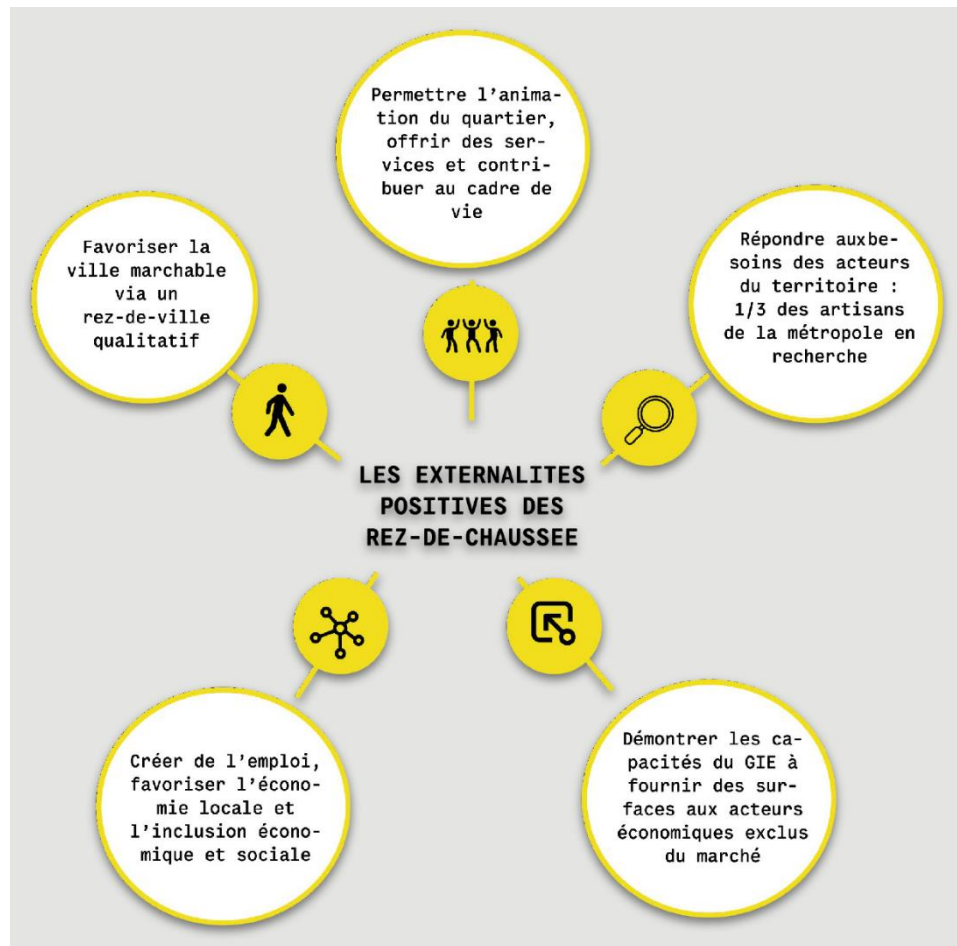 Permettre l'anima-
tion du quartier,
offrir des ser-
vices et contri-
buer au cadre de
vie
Favoriser la
ville marchable
via un
rez-de-ville
qualitatif
Répondre auxbe-
soins des acteurs
du territoire :
1/3 des artisans
de la métropole en
recherche
LES EXTERNALITES
POSITIVES DES
REZ-DE-CHAUSSEE
Créer de l'emploi,
favoriser l'écono-
mie locale et
l'inclusion écono-
mique et sociale
Démontrer les ca-
pacités du GIE à
fournir des sur-
faces aux acteurs
économiques exclus
du marché